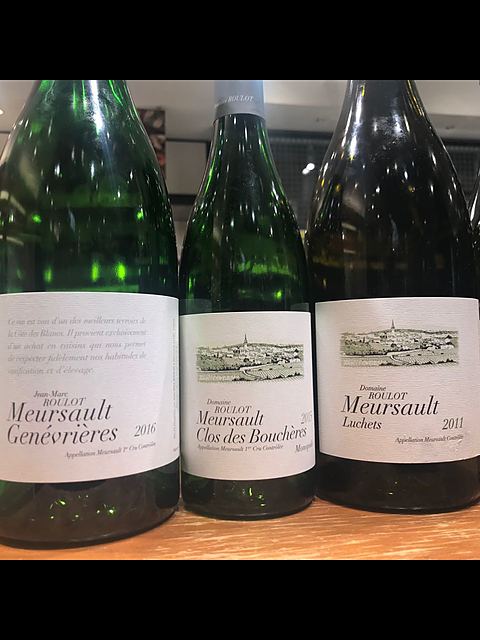 Ce cru est l'un des meilleurs terroirs de
la Côte des Blancs. Il provient exclusivement
d'un achat en raisins qui nous permet
de respecter fidèlement nos habitudes de
vinification et d'élevage.
Jean-Marc
ROULOT
Meursault
Genévrières 2016
Appellation Meursault 1er Cru Contrôlée
ROULOT
Domaine
ROULOT
Meursault
Clos des Bouchères
Appellation Meursault 1er Cru Contrôlée
Domaine
ROULOT
Meursault
Luchets 2011
Appellation Meursault Contrôlée